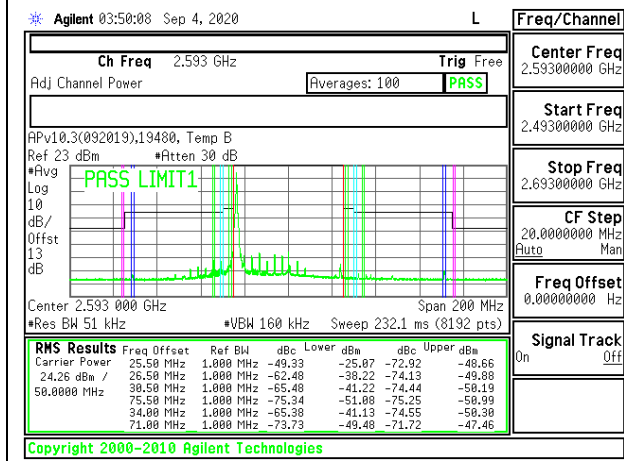 Agilent 03:50:08 Sep 4, 2020 L
Freq/Channel
Ch Freq 2.593 GHz Trig Free
Adj Channel Power Averages: 100 PASS
Center Freq
2.59300000 GHz
Start Freq
2.49300000 GHz
APv10.3(092019),19480, Temp B
Ref 23 dBm #Atten 30 dB
#Avg
Log
10
dB/
Offst
13
dB
PASS LIMIT1
Stop Freq
2.69300000 GHz
CF Step
20.0000000 MHz
Auto Man
Freq Offset
0.00000000 Hz
Center 2.593 000 GHz Span 200 MHz
#Res BW 51 kHz #VBW 160 kHz Sweep 232.1 ms (8192 pts)
Signal Track
On Off
RMS Results Freq Offset Ref BW dBc Lower dBm dBc Upper dBm
Carrier Power 25.50 MHz 1.000 MHz -49.33 -25.07 -72.92 -48.66
24.26 dBm / 26.50 MHz 1.000 MHz -62.48 -38.22 -74.13 -49.88
50.0000 MHz 30.50 MHz 1.000 MHz -65.48 -41.22 -74.44 -50.19
75.50 MHz 1.000 MHz -75.34 -51.08 -75.25 -50.99
34.00 MHz 1.000 MHz -65.38 -41.13 -74.55 -50.30
71.00 MHz 1.000 MHz -73.73 -49.48 -71.72 -47.46
Copyright 2000-2010 Agilent Technologies